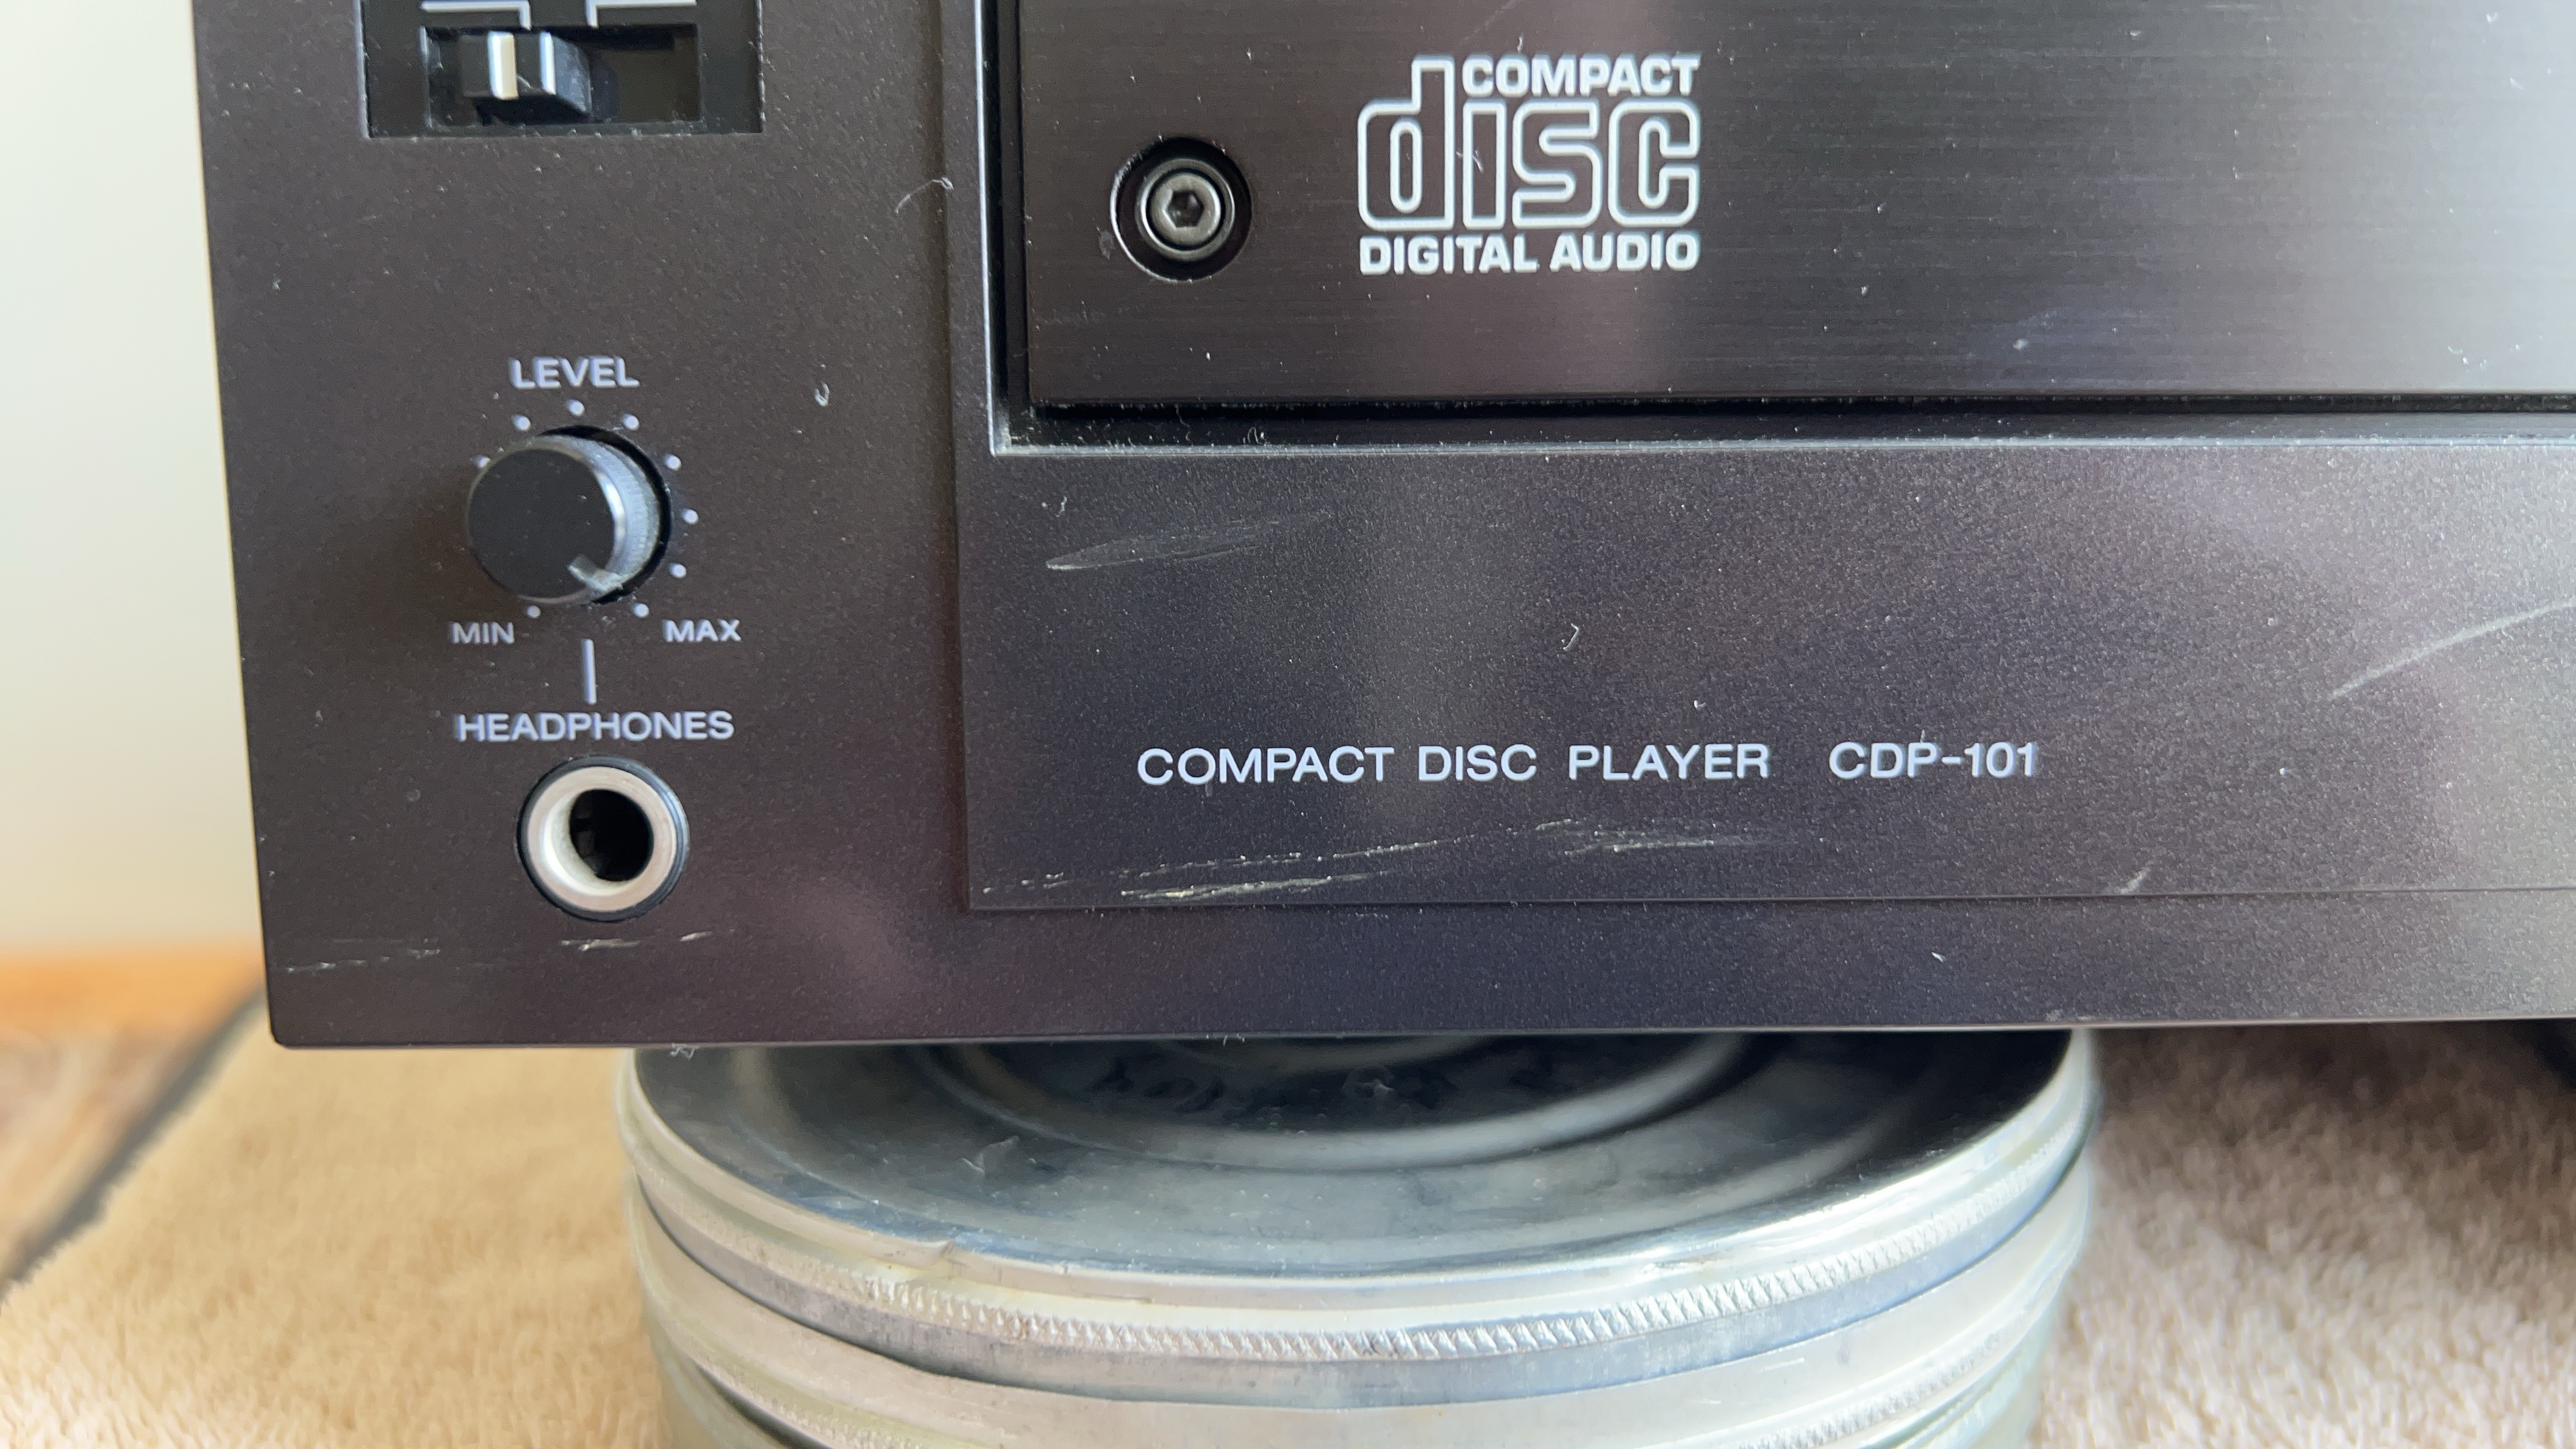 COMPACT
disc
DIGITAL AUDIO
LEVEL
MIN MAX
HEADPHONES
COMPACT DISC PLAYER CDP-101